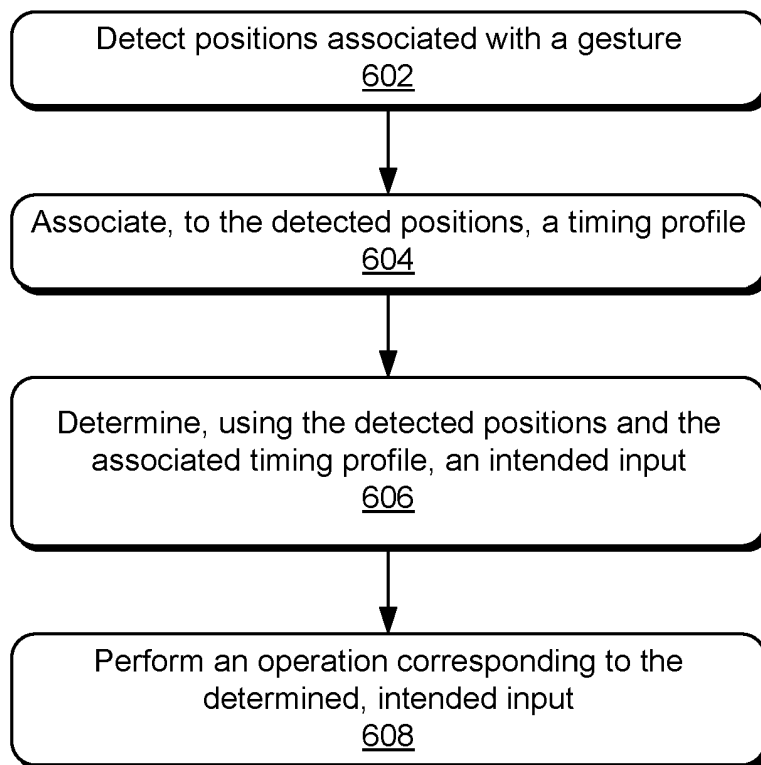 Detect positions associated with a gesture
602
Associate, to the detected positions, a timing profile
604
Determine, using the detected positions and the
associated timing profile, an intended input
606
Perform an operation corresponding to the
determined, intended input
608